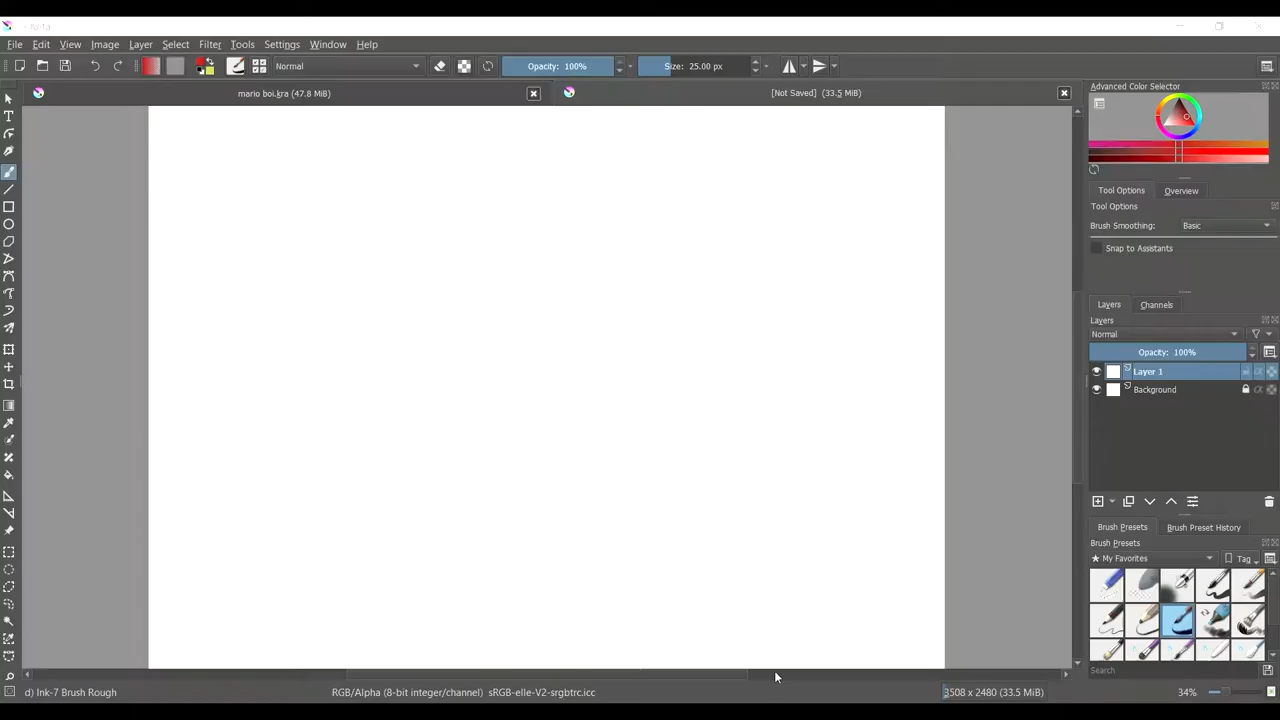 File Edit View Image Layer Select Filter Tools Settings Window Help
Normal Opacity: 100% Size: 25.00 px
mario boi.kra (47.8 MiB) [Not Saved] (33.5 MiB)
Advanced Color Selector
Tool Options Overview
Tool Options
Brush Smoothing: Basic
Snap to Assistants
Layers Channels
Layers
Normal
Opacity: 100%
Layer 1
Background
Brush Presets Brush Preset History
Brush Presets
★ My Favorites Tag
Search
d) Ink-7 Brush Rough RGB/Alpha (8-bit integer/channel) sRGB-elle-V2-srgbtrc.icc 3508 x 2480 (33.5 MiB) 34%